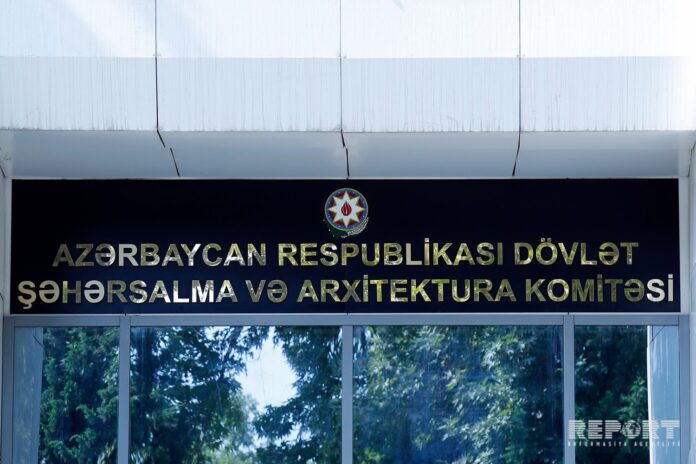 AZƏRBAYCAN RESPUBLİKASI DÖVLƏT
ŞƏHƏRSALMA VƏ ARXİTEKTURA KOMİTƏSİ
REPORT
İNFORMASİYA AGENTLİYİ